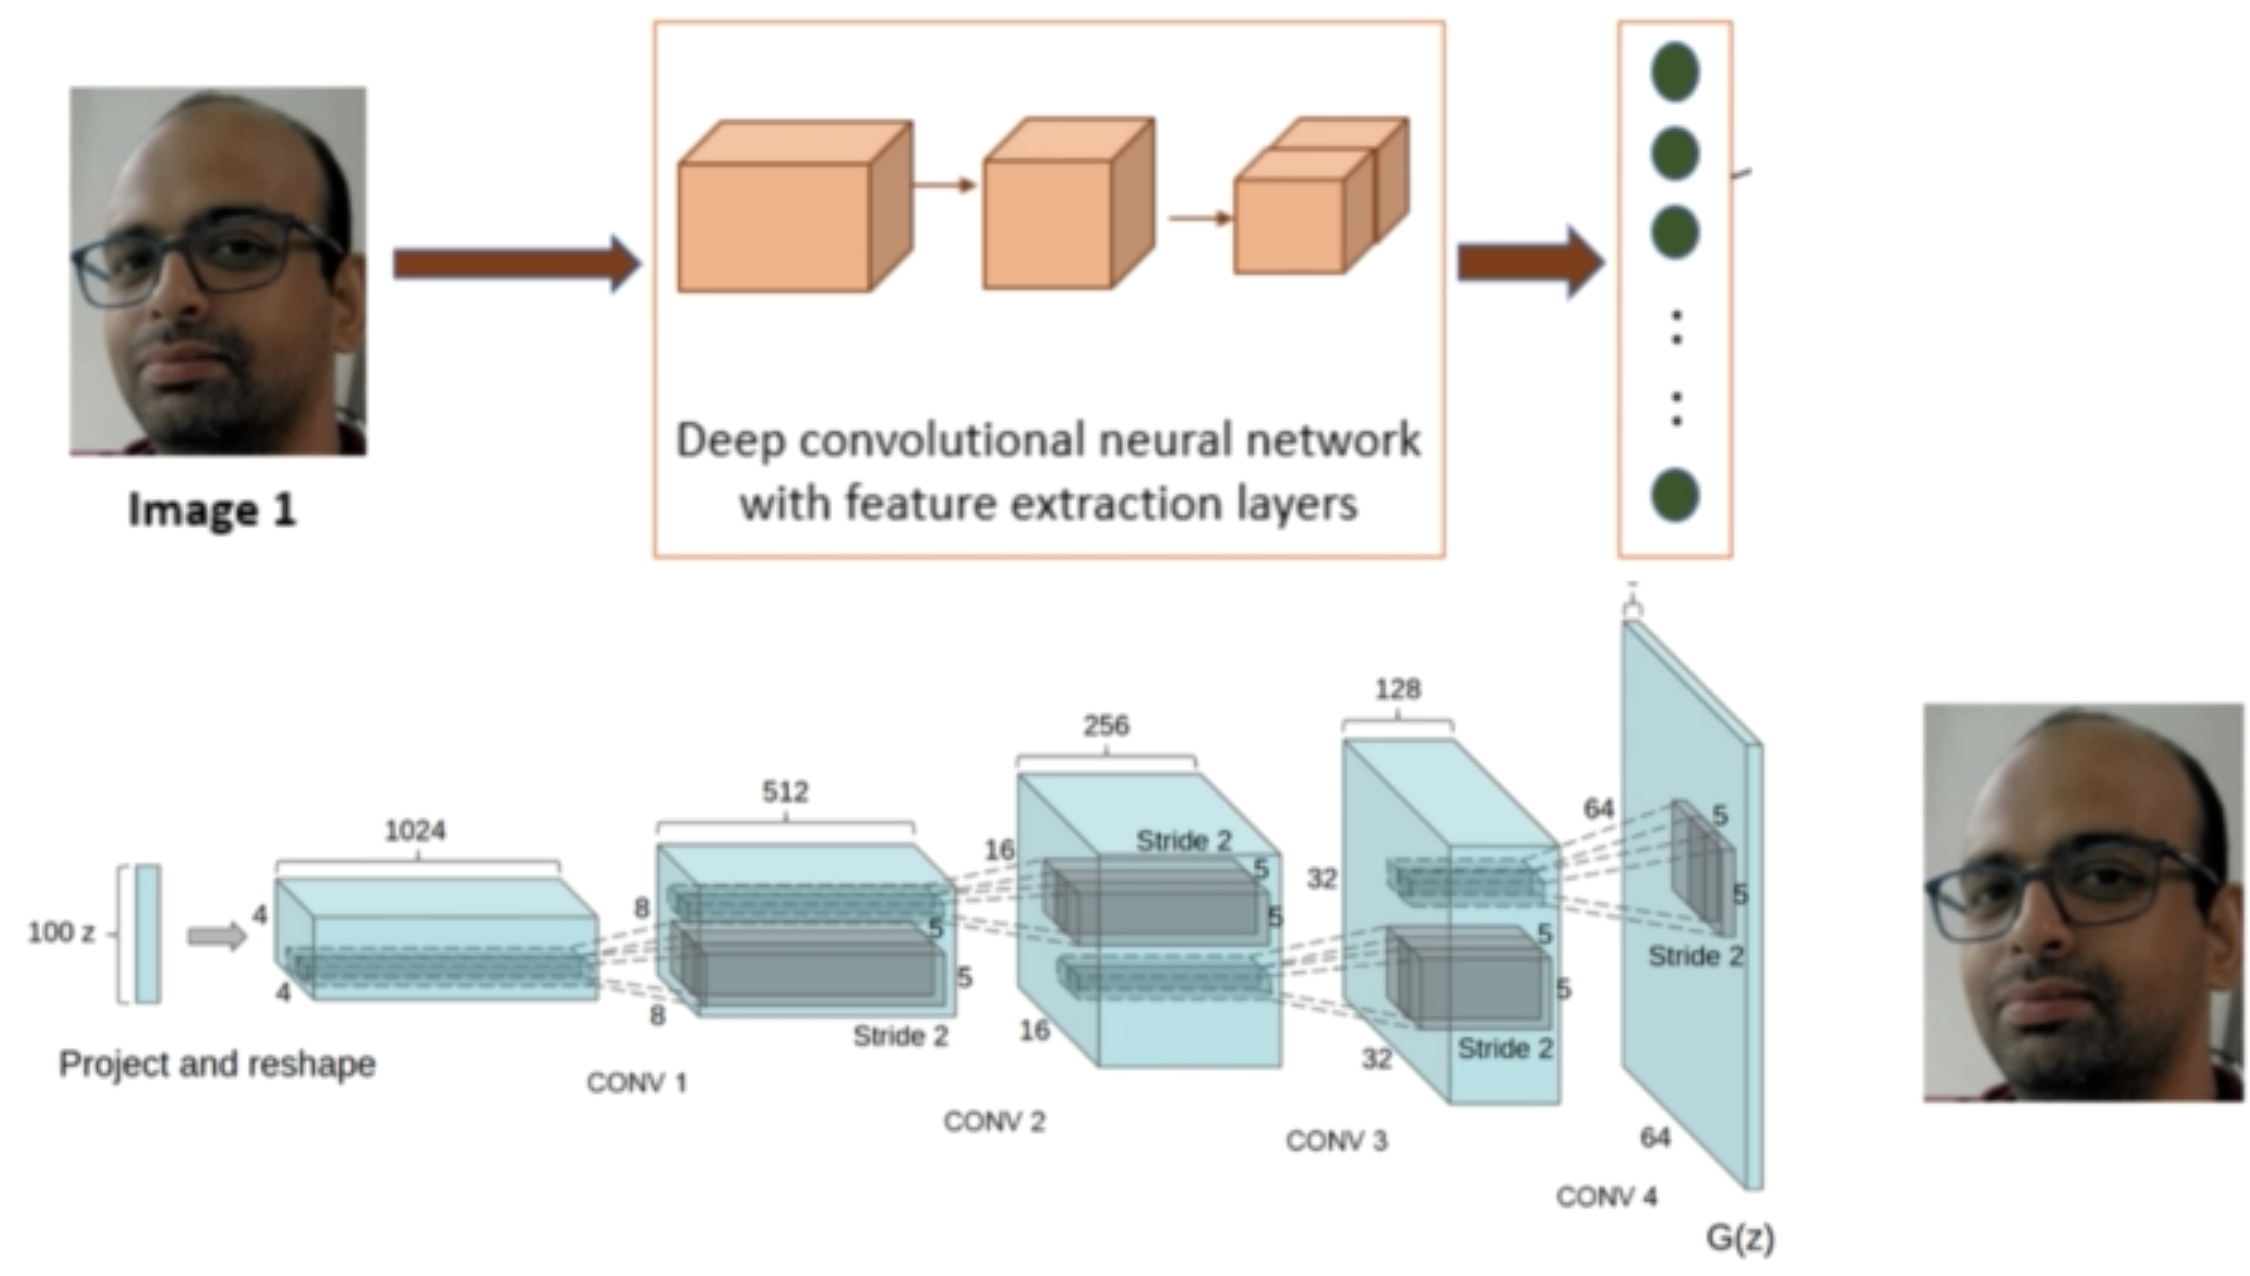 Deep convolutional neural network
with feature extraction layers
Image 1
128
256
512
1024
64
5
5
Stride 2
16
Stride 2
5
5
32
8
5
5
4
100 z
5
5
Stride 2
4
8
Stride 2
16
32
Stride 2
64
Project and reshape
CONV 1
CONV 2
CONV 3
CONV 4
G(z)